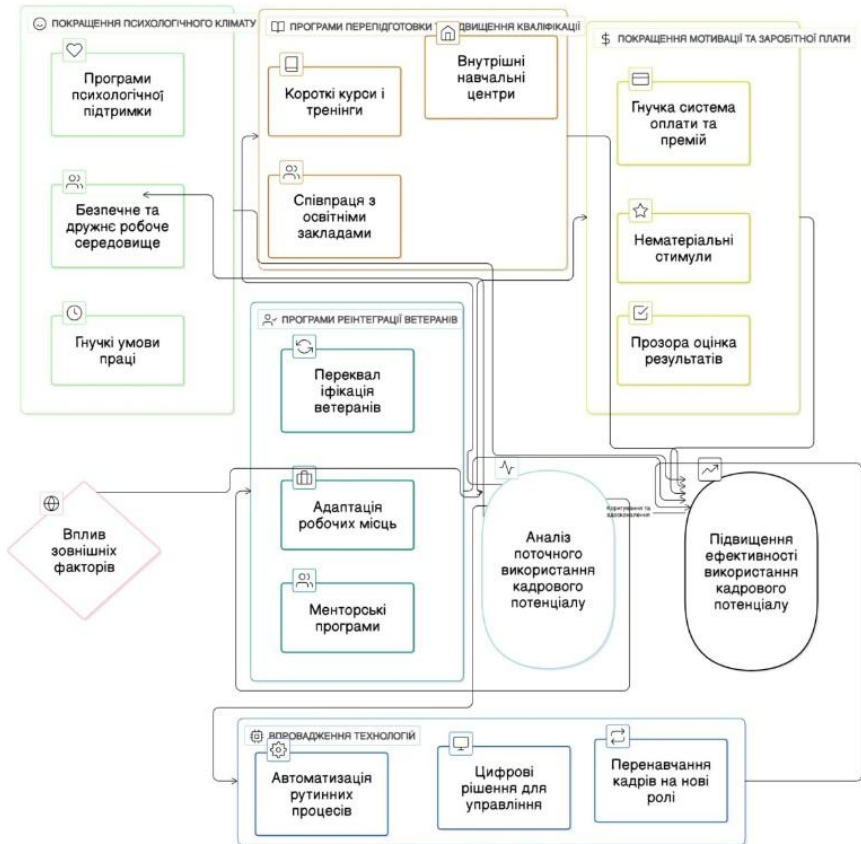 ПОКРАЩЕННЯ ПСИХОЛОГІЧНОГО КЛІМАТУ
Програми
психологічної
підтримки
Безпечне та
дружнє робоче
середовище
Гнучкі умови
праці
ПРОГРАМИ ПЕРЕПІДГОТОВКИ
КВАЛІФІКАЦІЇ
Короткі курси і
тренінги
Внутрішні
навчальні
центри
Співпраця з
освітніми
закладами
ПОКРАЩЕННЯ МОТИВАЦІЇ ТА ЗАРОБІТНОЇ ПЛАТИ
Гнучка система
оплати та
премій
Нематеріальні
стимули
Прозора оцінка
результатів
ПРОГРАМИ РЕІНТЕГРАЦІЇ ВЕТЕРАНІВ
Переквал
іфікація
ветеранів
Адаптація
робочих місць
Менторські
програми
Вплив
зовнішніх
факторів
Аналіз
поточного
використання
кадрового
потенціалу
Коригування та
Підвищення
ефективності
використання
кадрового
потенціалу
ВПРОВАДЖЕННЯ ТЕХНОЛОГІЙ
Автоматизація
рутинних
процесів
Цифрові
рішення для
управління
Перенавчання
кадрів на нові
ролі